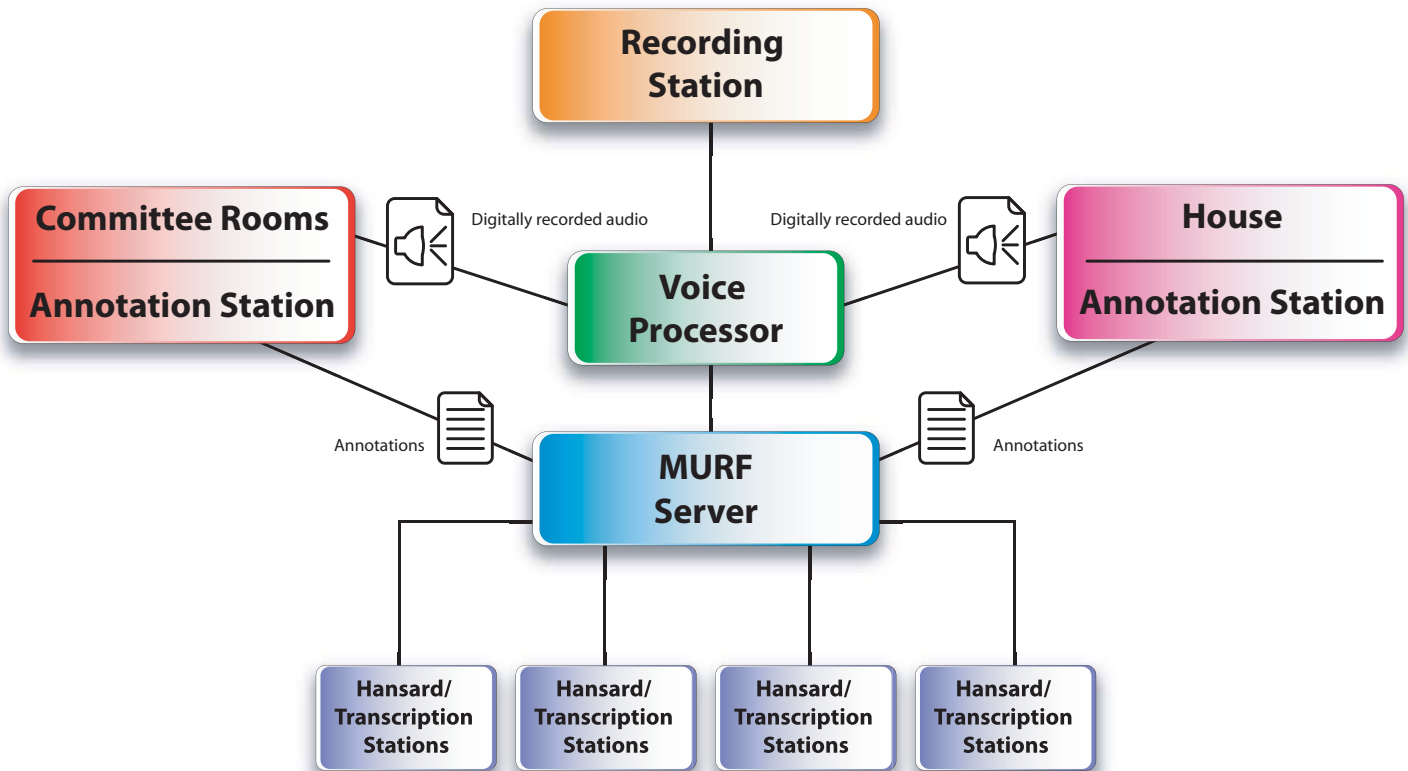 Recording
Station
Committee Rooms
Annotation Station
Digitally recorded audio
Digitally recorded audio
House
Annotation Station
Voice
Processor
Annotations
Annotations
MURF
Server
Hansard/
Transcription
Stations
Hansard/
Transcription
Stations
Hansard/
Transcription
Stations
Hansard/
Transcription
Stations